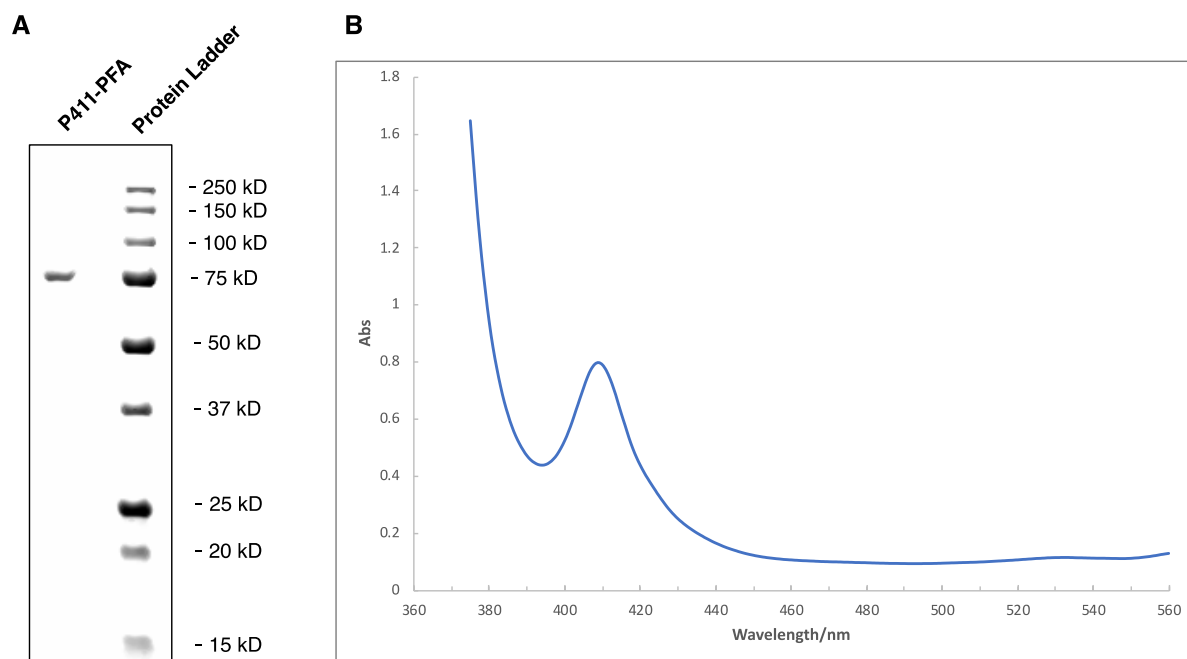 A
P411-PFA
Protein Ladder
- 250 kD
- 150 kD
- 100 kD
- 75 kD
- 50 kD
- 37 kD
- 25 kD
- 20 kD
- 15 kD
B
1.8
1.6
1.4
1.2
1
0.8
0.6
0.4
0.2
0
Abs
360 380 400 420 440 460 480 500 520 540 560
Wavelength/nm